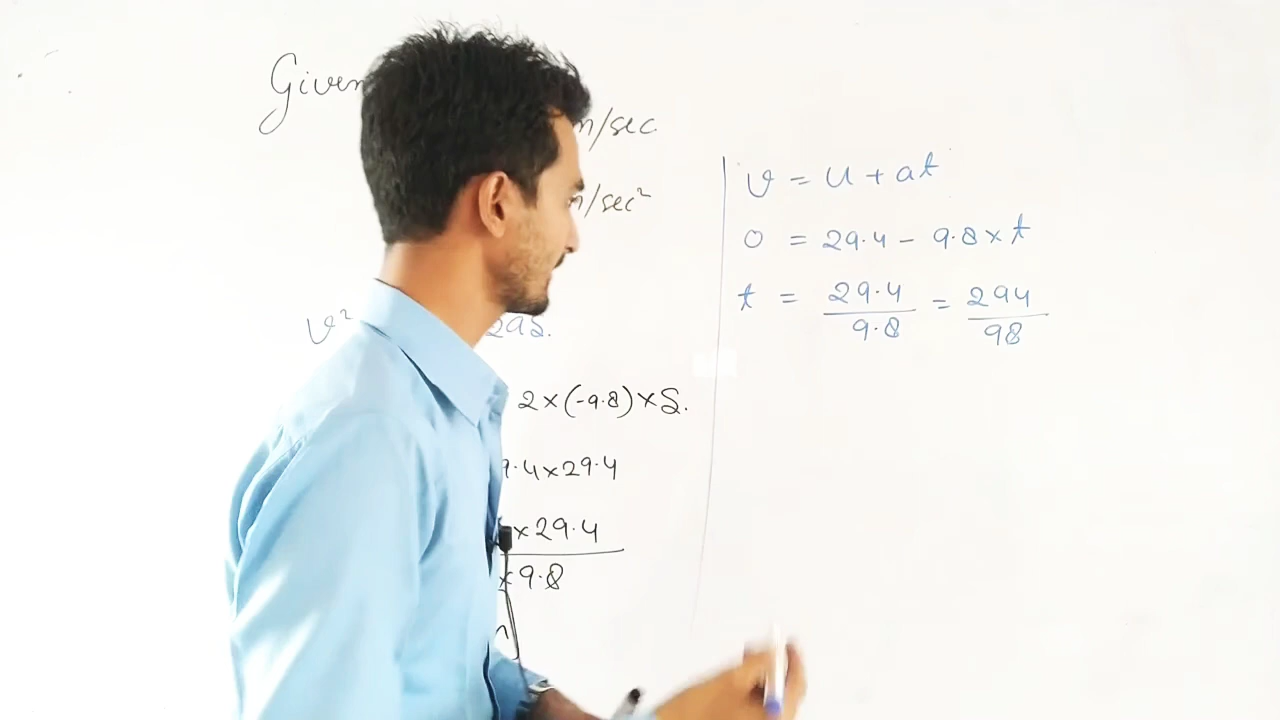 Given
m/sec
m/sec²
v² 2as.
2×(-9.8)×S.
9.4×29.4
×29.4
×9.8
v = u + at
0 = 29.4 - 9.8×t
t = 29.4/9.8 = 294/98